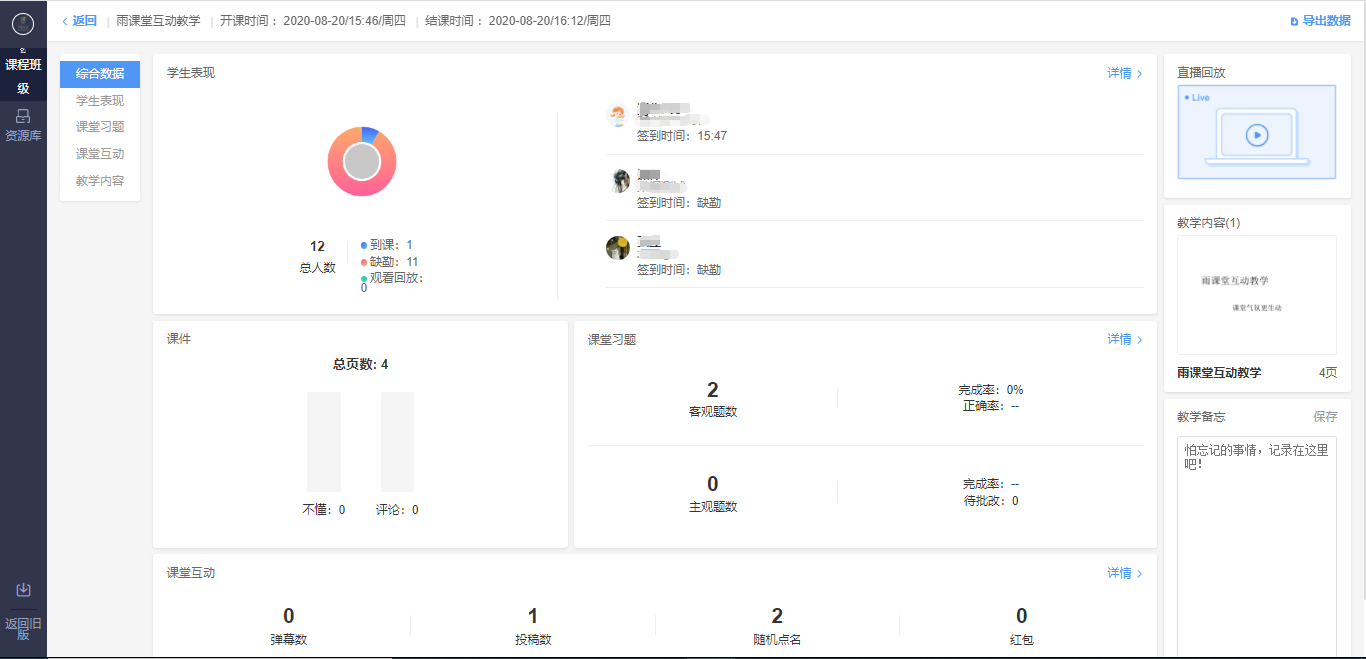 返回
雨课堂互动教学
开课时间 : 2020-08-20/15:46/周四
结课时间 : 2020-08-20/16:12/周四
导出数据
课程班
级
资源库
返回旧
版
综合数据
学生表现
课堂习题
课堂互动
教学内容
学生表现
详情
12
总人数
到课: 1
缺勤: 11
观看回放:
0
签到时间: 15:47
签到时间: 缺勤
签到时间: 缺勤
课件
总页数: 4
不懂: 0
评论: 0
课堂习题
详情
2
客观题数
完成率: 0%
正确率: --
0
主观题数
完成率: --
待批改: 0
课堂互动
详情
0
弹幕数
1
投稿数
2
随机点名
0
红包
直播回放
Live
教学内容(1)
雨课堂互动教学
课堂气氛更生动
雨课堂互动教学
4页
教学备忘
保存
怕忘记的事情，记录在这里
吧!